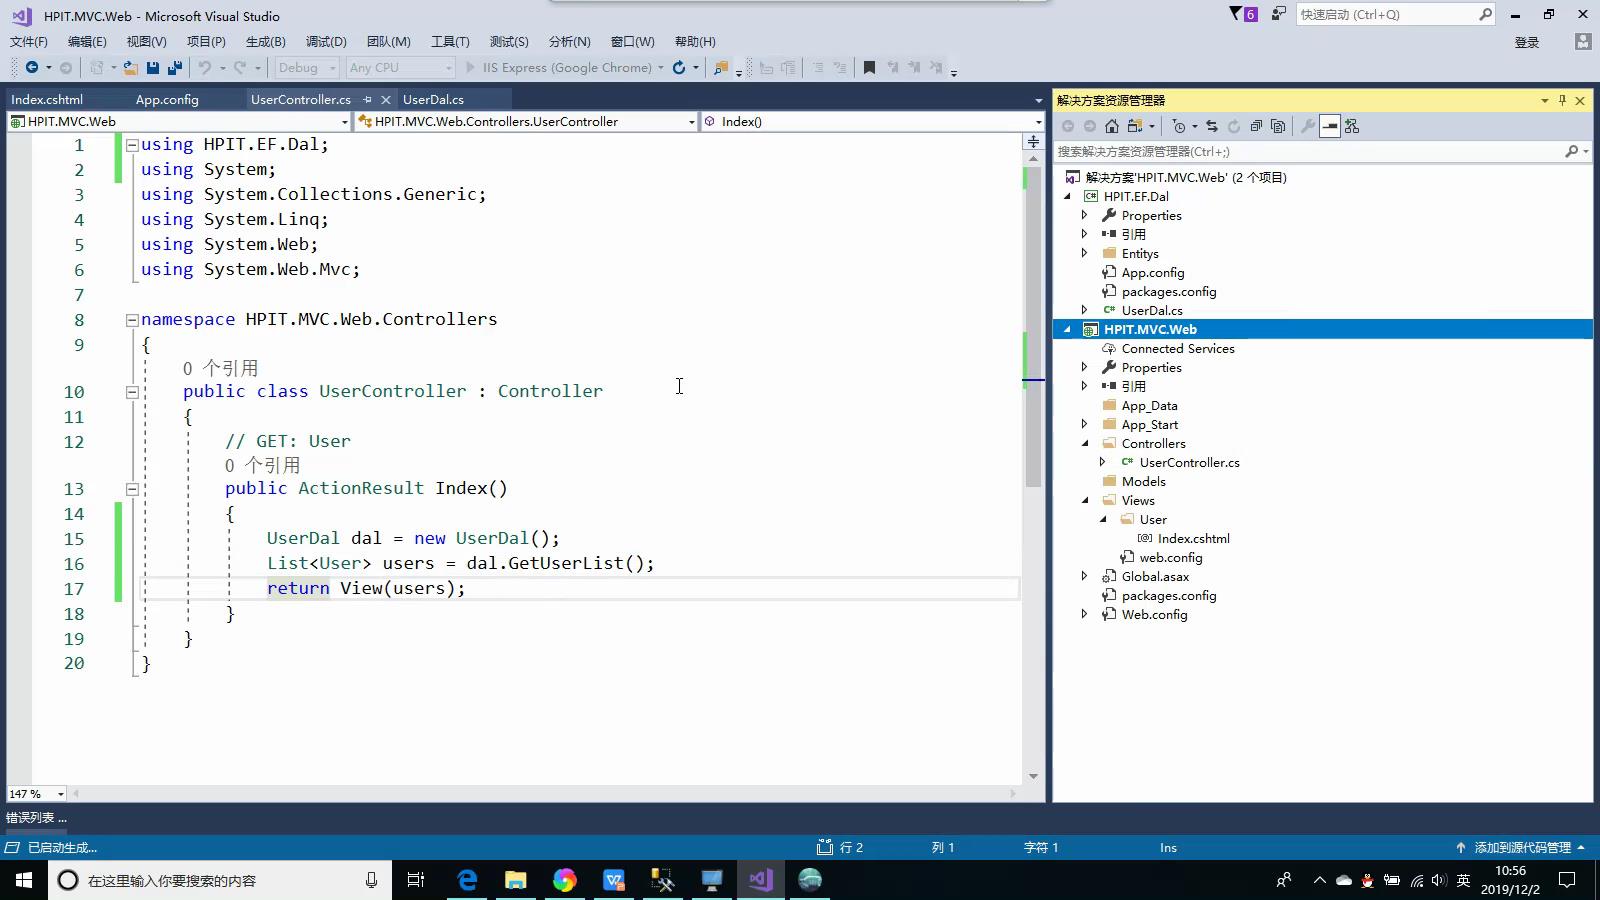 HPIT.MVC.Web - Microsoft Visual Studio
6
快速启动 (Ctrl+Q)
文件(F) 编辑(E) 视图(V) 项目(P) 生成(B) 调试(D) 团队(M) 工具(T) 测试(S) 分析(N) 窗口(W) 帮助(H)
登录
Debug Any CPU IIS Express (Google Chrome)
Index.cshtml App.config UserController.cs UserDal.cs
HPIT.MVC.Web HPIT.MVC.Web.Controllers.UserController Index()
1 using HPIT.EF.Dal;
2 using System;
3 using System.Collections.Generic;
4 using System.Linq;
5 using System.Web;
6 using System.Web.Mvc;
7
8 namespace HPIT.MVC.Web.Controllers
9 {
0 个引用
10 public class UserController : Controller
11 {
12 // GET: User
0 个引用
13 public ActionResult Index()
14 {
15 UserDal dal = new UserDal();
16 List<User> users = dal.GetUserList();
17 return View(users);
18 }
19 }
20 }
147 %
解决方案资源管理器
搜索解决方案资源管理器(Ctrl+;)
解决方案'HPIT.MVC.Web' (2 个项目)
HPIT.EF.Dal
Properties
引用
Entitys
App.config
packages.config
UserDal.cs
HPIT.MVC.Web
Connected Services
Properties
引用
App_Data
App_Start
Controllers
UserController.cs
Models
Views
User
Index.cshtml
web.config
Global.asax
packages.config
Web.config
错误列表 ...
已启动生成... 行 2 列 1 字符 1 Ins 添加到源代码管理
在这里输入你要搜索的内容
英
10:56
2019/12/2